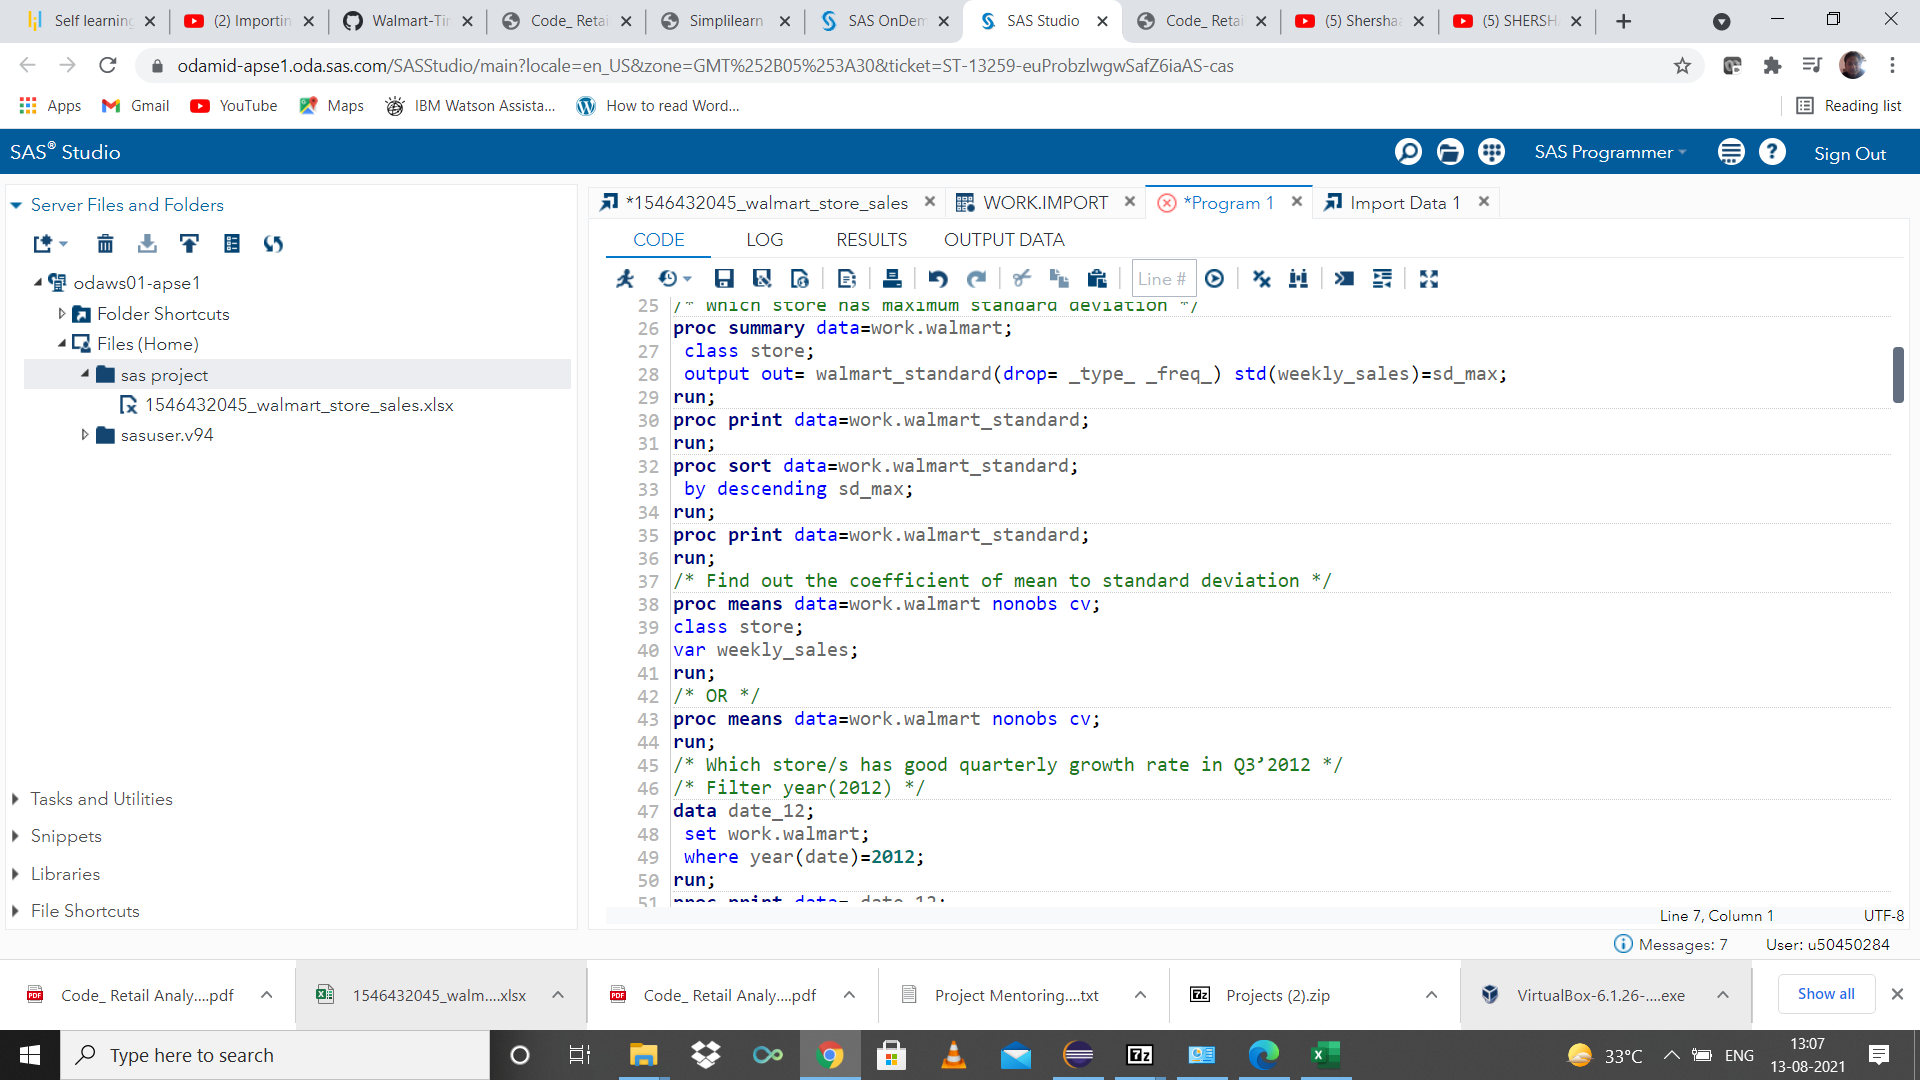 Self learning
(2) Importin
Walmart-Tir
Code_ Retai
Simplilearn
SAS OnDem
SAS Studio
Code_ Retai
(5) Shersha
(5) SHERSH
odamid-apse1.oda.sas.com/SASStudio/main?locale=en_US&zone=GMT%252B05%253A30&ticket=ST-13259-euProbzlwgwSafZ6iaAS-cas
Apps
Gmail
YouTube
Maps
IBM Watson Assista...
How to read Word...
Reading list
SAS® Studio
SAS Programmer
Sign Out
Server Files and Folders
odaws01-apse1
Folder Shortcuts
Files (Home)
sas project
1546432045_walmart_store_sales.xlsx
sasuser.v94
Tasks and Utilities
Snippets
Libraries
File Shortcuts
*1546432045_walmart_store_sales
WORK.IMPORT
*Program 1
Import Data 1
CODE
LOG
RESULTS
OUTPUT DATA
Line #
25 /* Which store has maximum standard deviation */
26 proc summary data=work.walmart;
27 class store;
28 output out= walmart_standard(drop= _type_ _freq_) std(weekly_sales)=sd_max;
29 run;
30 proc print data=work.walmart_standard;
31 run;
32 proc sort data=work.walmart_standard;
33 by descending sd_max;
34 run;
35 proc print data=work.walmart_standard;
36 run;
37 /* Find out the coefficient of mean to standard deviation */
38 proc means data=work.walmart nonobs cv;
39 class store;
40 var weekly_sales;
41 run;
42 /* OR */
43 proc means data=work.walmart nonobs cv;
44 run;
45 /* Which store/s has good quarterly growth rate in Q3’2012 */
46 /* Filter year(2012) */
47 data date_12;
48 set work.walmart;
49 where year(date)=2012;
50 run;
51 proc print data= date_12;
Line 7, Column 1
UTF-8
Messages: 7
User: u50450284
Code_ Retail Analy....pdf
1546432045_walm....xlsx
Code_ Retail Analy....pdf
Project Mentoring....txt
Projects (2).zip
VirtualBox-6.1.26-....exe
Show all
Type here to search
33°C
ENG
13:07
13-08-2021